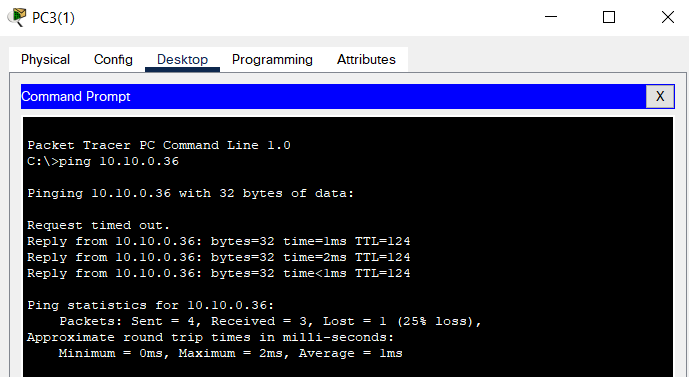 PC3(1)
Physical Config Desktop Programming Attributes
Command Prompt X
Packet Tracer PC Command Line 1.0
C:\>ping 10.10.0.36
Pinging 10.10.0.36 with 32 bytes of data:
Request timed out.
Reply from 10.10.0.36: bytes=32 time=1ms TTL=124
Reply from 10.10.0.36: bytes=32 time=2ms TTL=124
Reply from 10.10.0.36: bytes=32 time<1ms TTL=124
Ping statistics for 10.10.0.36:
    Packets: Sent = 4, Received = 3, Lost = 1 (25% loss),
Approximate round trip times in milli-seconds:
    Minimum = 0ms, Maximum = 2ms, Average = 1ms